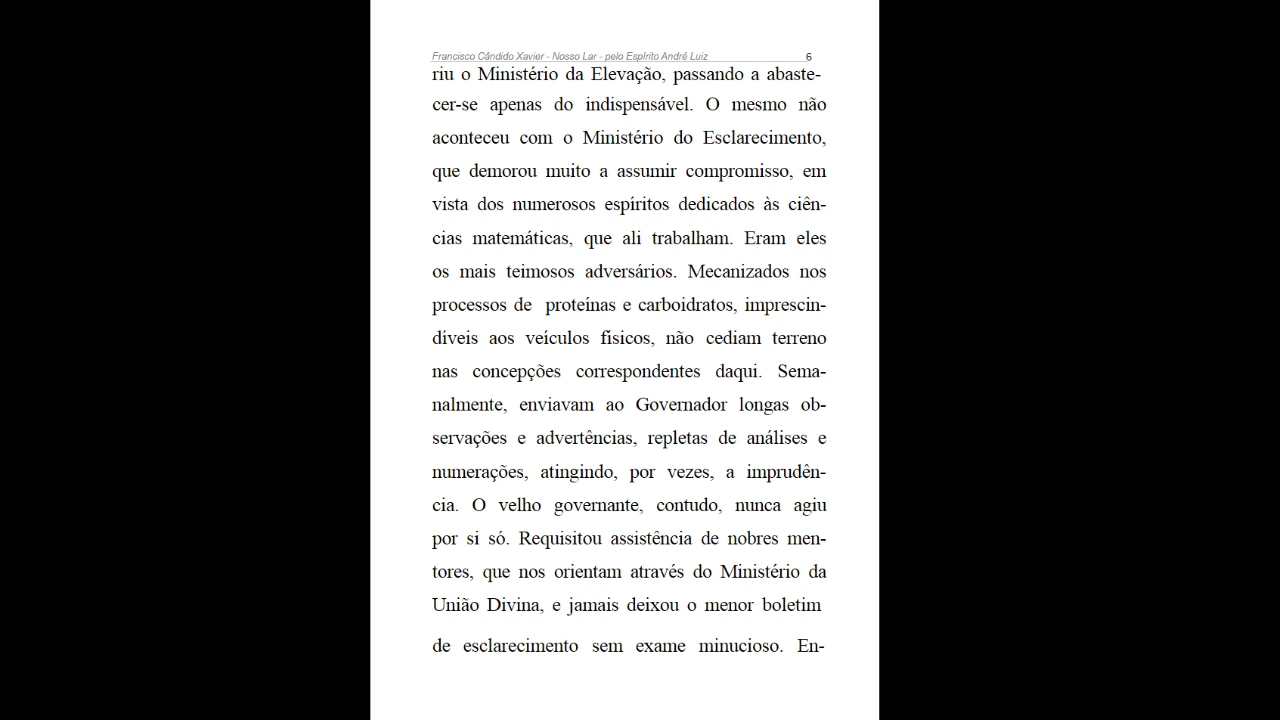 Francisco Cândido Xavier - Nosso Lar - pelo Espírito André Luiz 6
riu o Ministério da Elevação, passando a abaste-
cer-se apenas do indispensável. O mesmo não
aconteceu com o Ministério do Esclarecimento,
que demorou muito a assumir compromisso, em
vista dos numerosos espíritos dedicados às ciên-
cias matemáticas, que ali trabalham. Eram eles
os mais teimosos adversários. Mecanizados nos
processos de proteínas e carboidratos, imprescin-
díveis aos veículos físicos, não cediam terreno
nas concepções correspondentes daqui. Sema-
nalmente, enviavam ao Governador longas ob-
servações e advertências, repletas de análises e
numerações, atingindo, por vezes, a imprudên-
cia. O velho governante, contudo, nunca agiu
por si só. Requisitou assistência de nobres men-
tores, que nos orientam através do Ministério da
União Divina, e jamais deixou o menor boletim
de esclarecimento sem exame minucioso. En-